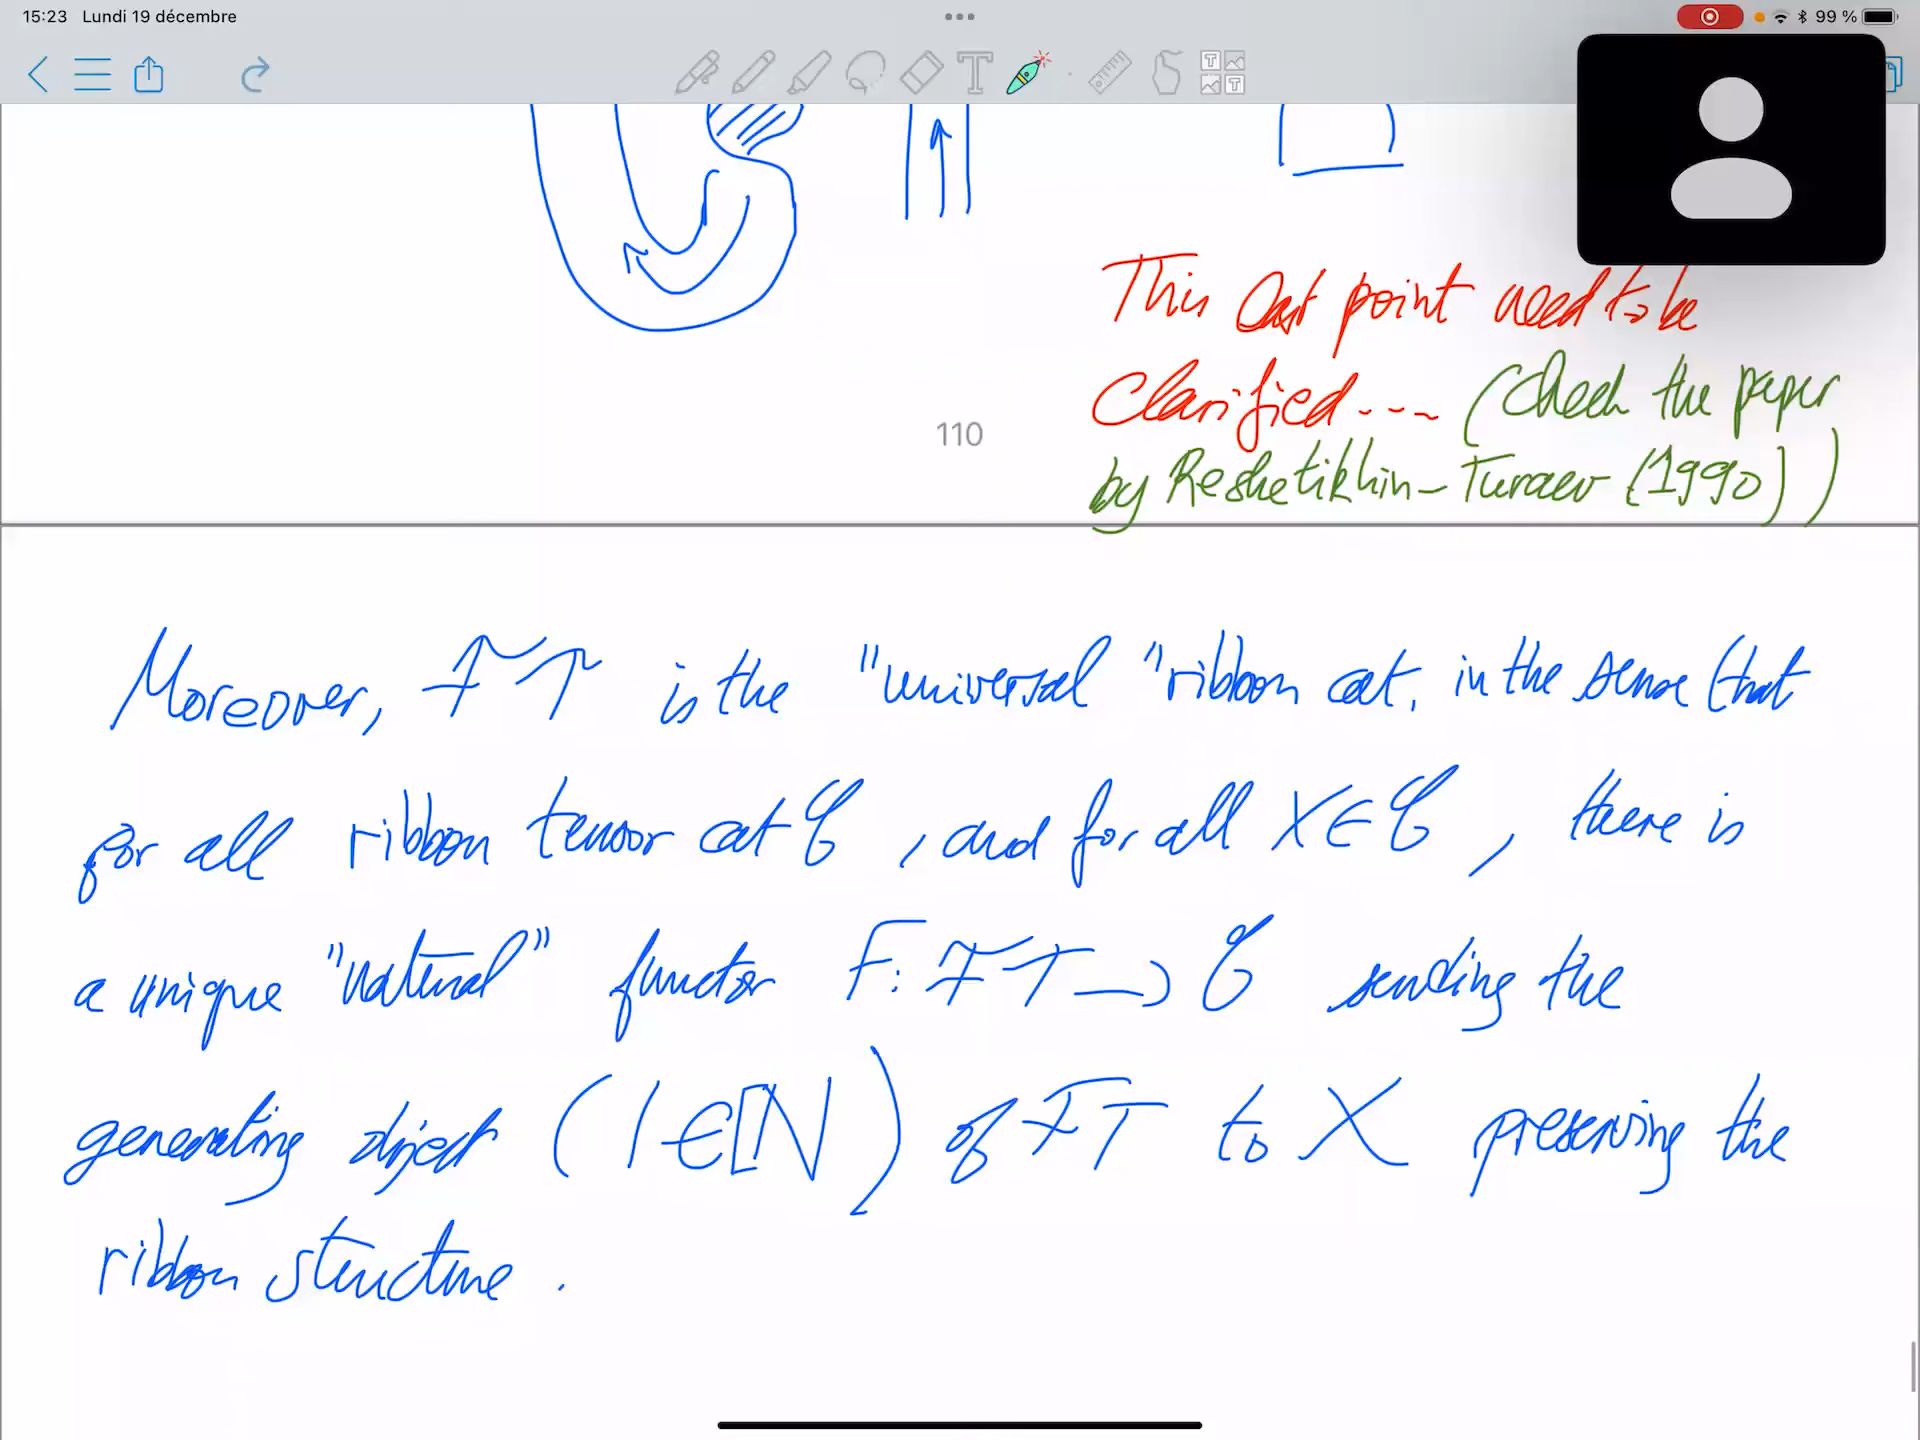 15:23 Lundi 19 décembre
99 %
This last point need to be
Clarified--- (Check the paper
by Reshetikhin-Turaev (1990))
110
Moreover, FT is the "universal" ribbon cat, in the sense that
for all ribbon tensor cat C, and for all X∈C, there is
a unique "natural" functor F: FT → C sending the
generating object (1∈ℕ) of FT to X preserving the
ribbon structure.